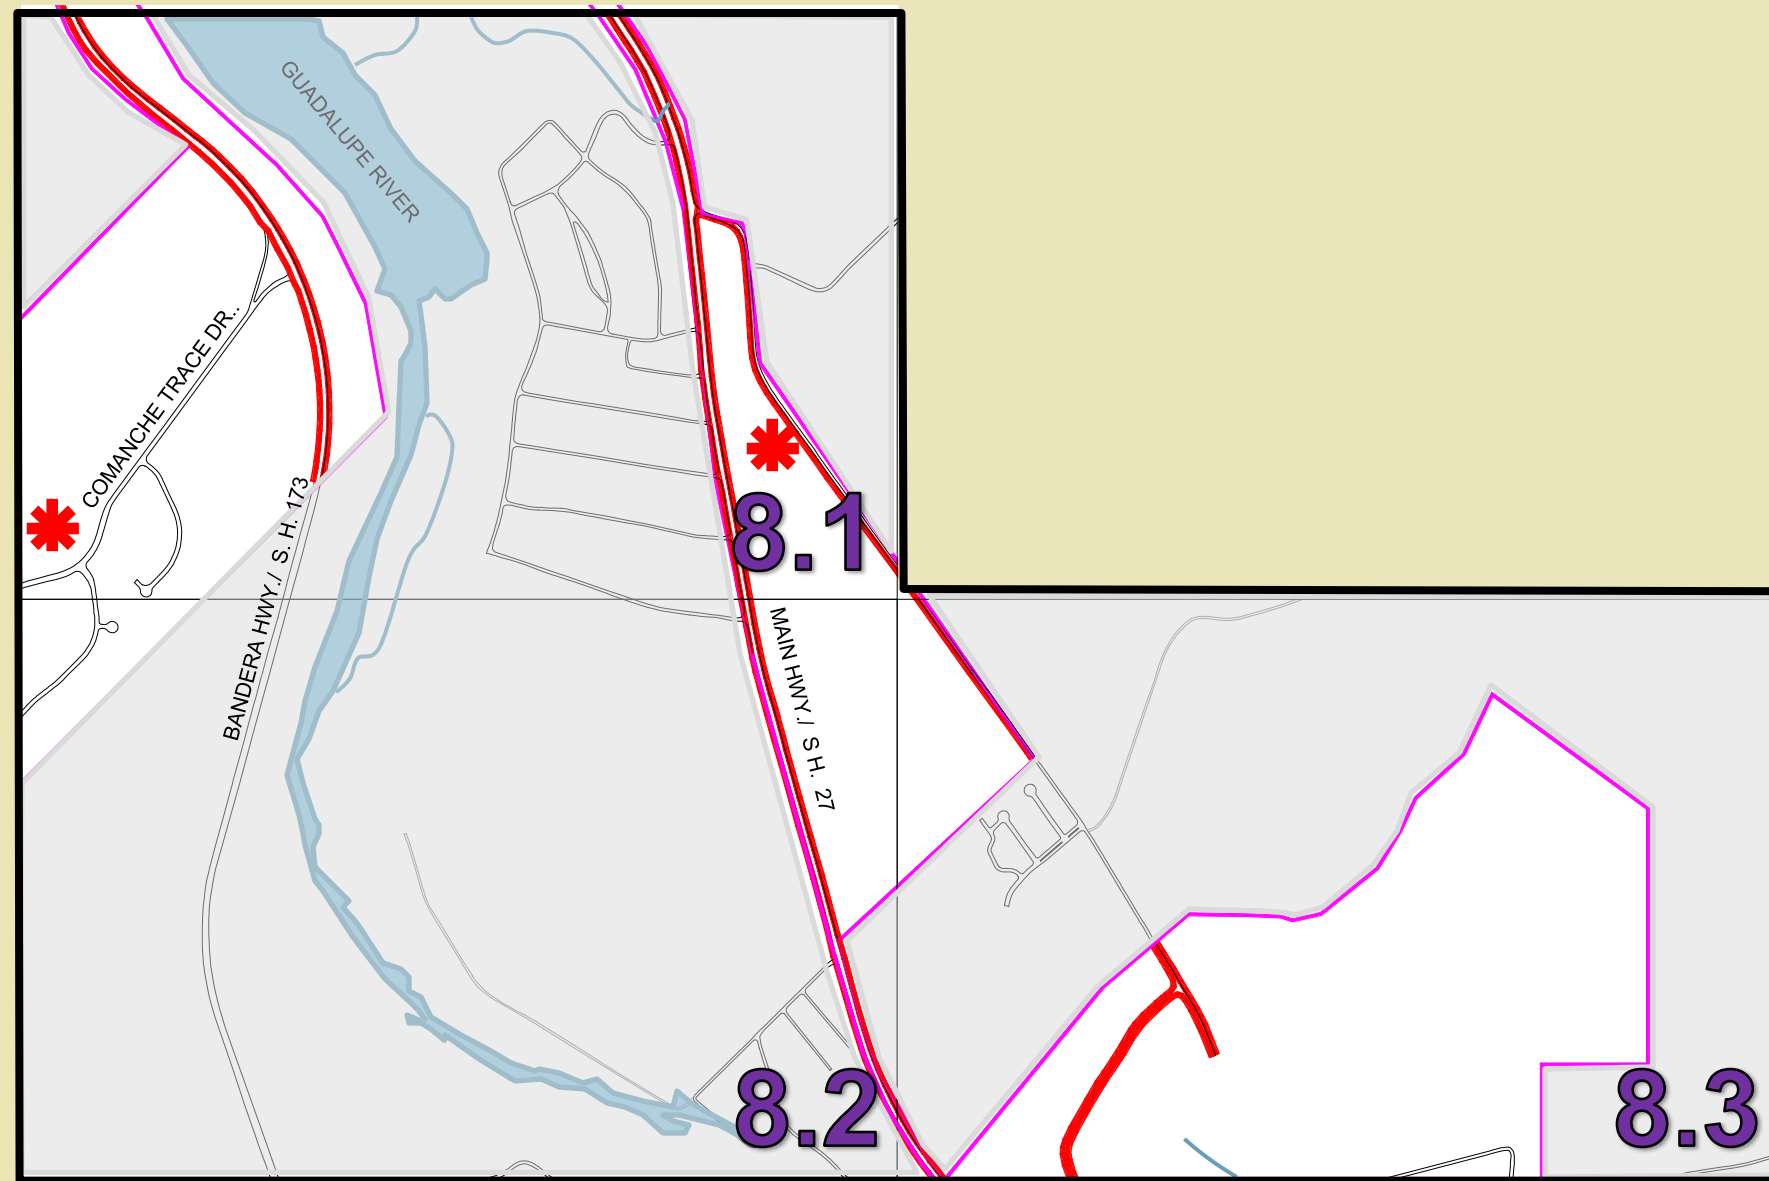 GUADALUPE RIVER
COMANCHE TRACE DR..
8.1
BANDERA HWY./ S. H. 173
MAIN HWY./ S H. 27
8.2
8.3